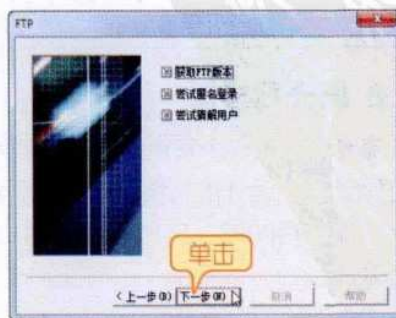 FTP
获取FTP版本
尝试匿名登录
尝试猜解用户
单击
<上一步(B) 下一步(N) 取消 帮助